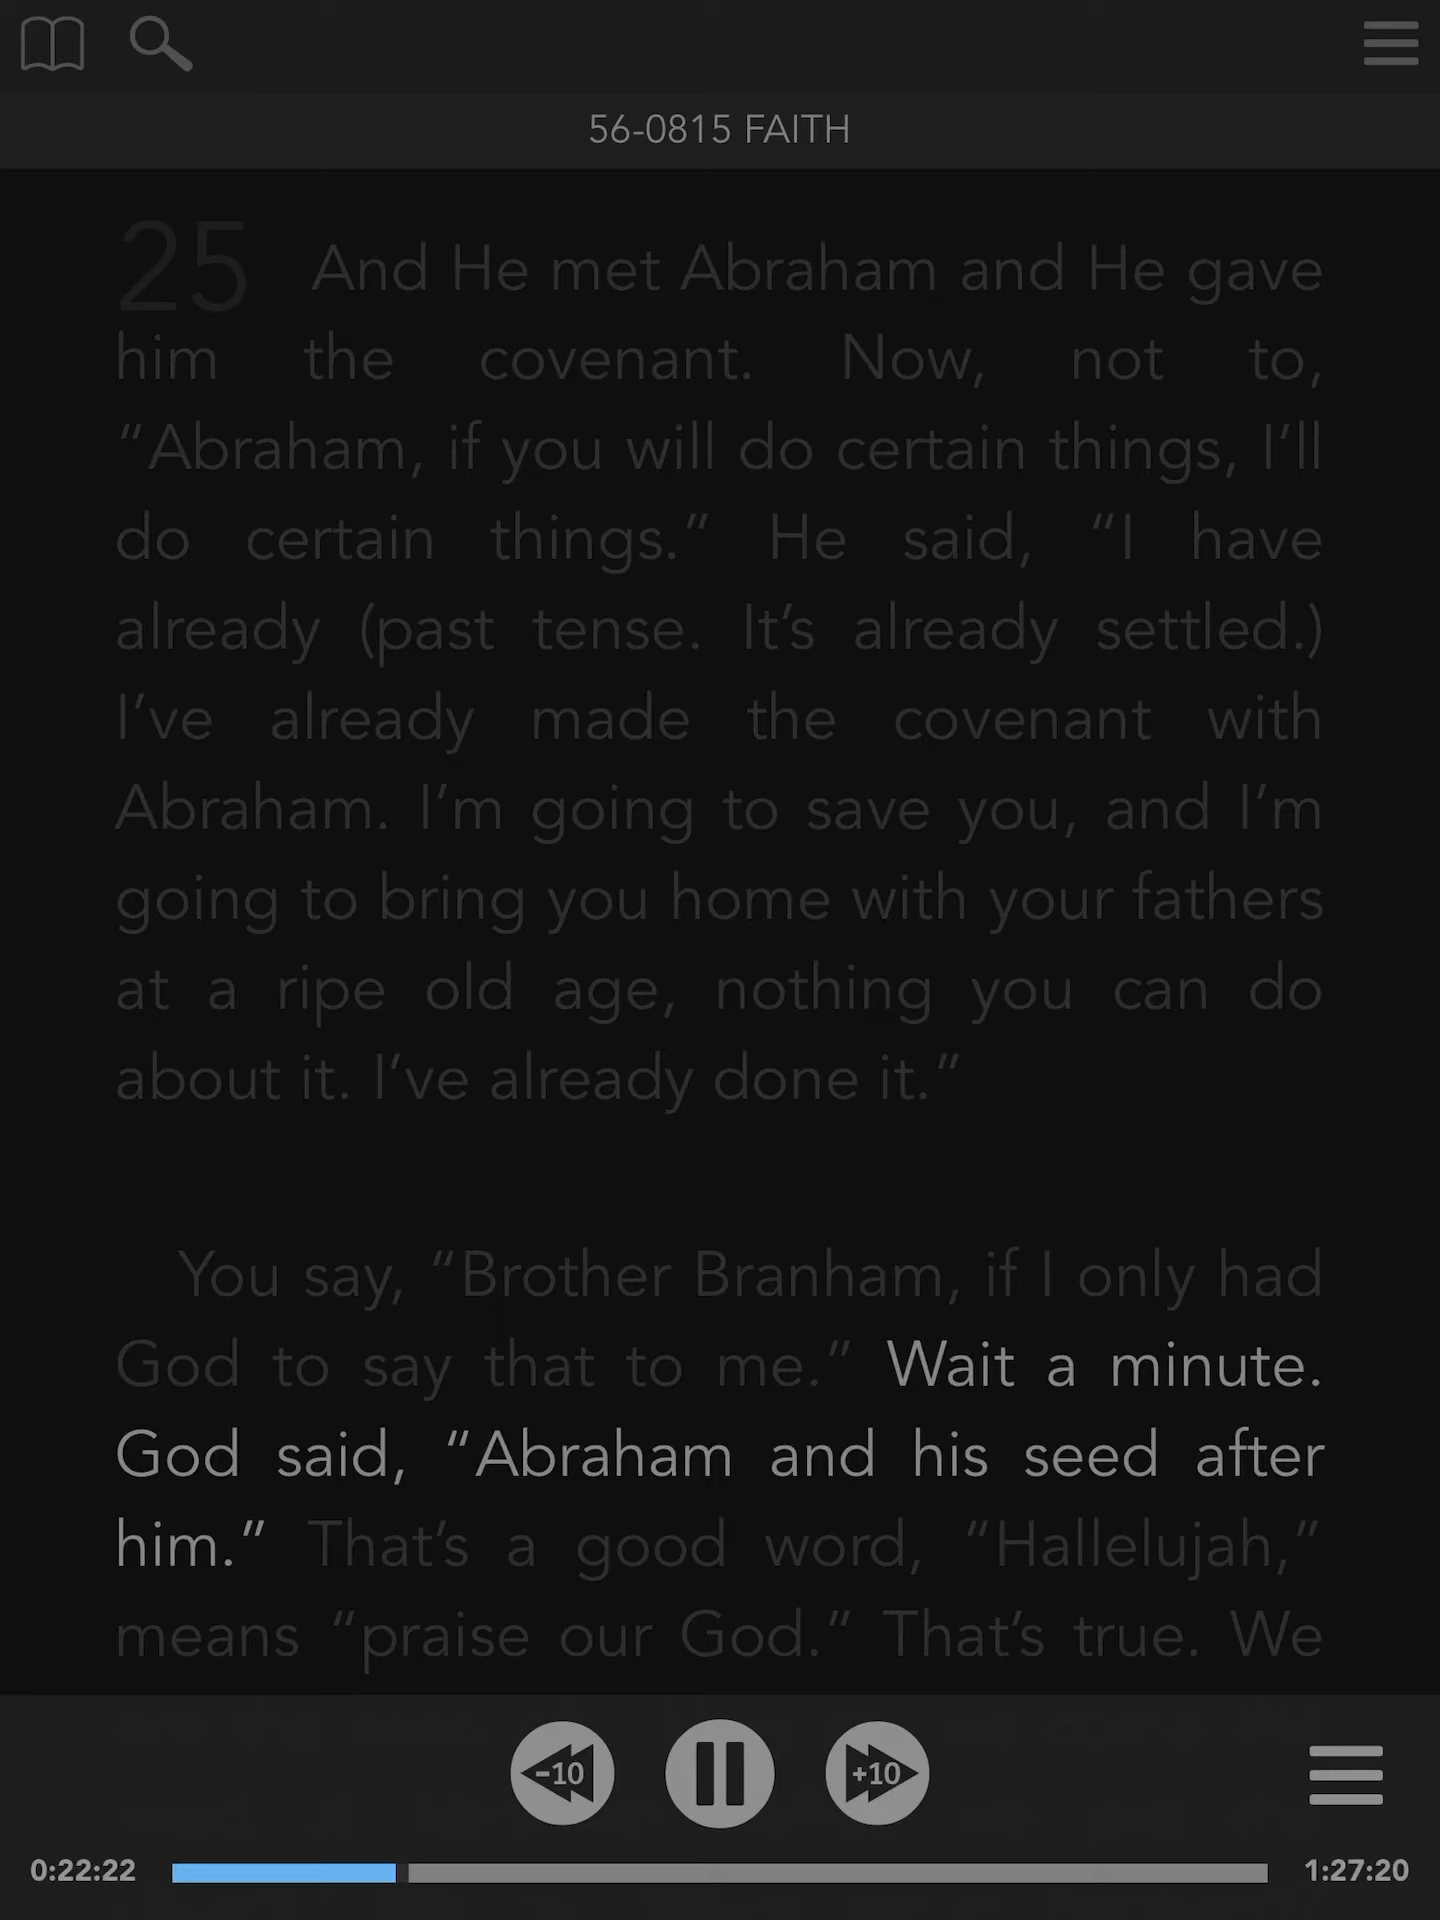 56-0815 FAITH
25 And He met Abraham and He gave
him the covenant. Now, not to,
“Abraham, if you will do certain things, I’ll
do certain things.” He said, “I have
already (past tense. It’s already settled.)
I’ve already made the covenant with
Abraham. I’m going to save you, and I’m
going to bring you home with your fathers
at a ripe old age, nothing you can do
about it. I’ve already done it.”
You say, “Brother Branham, if I only had
God to say that to me.” Wait a minute.
God said, “Abraham and his seed after
him.” That’s a good word, “Hallelujah,”
means “praise our God.” That’s true. We
-10 +10
0:22:22 1:27:20